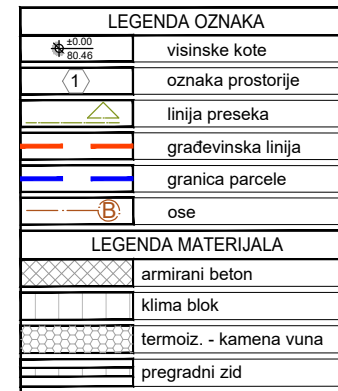 LEGENDA OZNAKA
±0.00
80.46
visinske kote
1
oznaka prostorije
linija preseka
građevinska linija
granica parcele
B
ose
LEGENDA MATERIJALA
armirani beton
klima blok
termoiz. - kamena vuna
pregradni zid